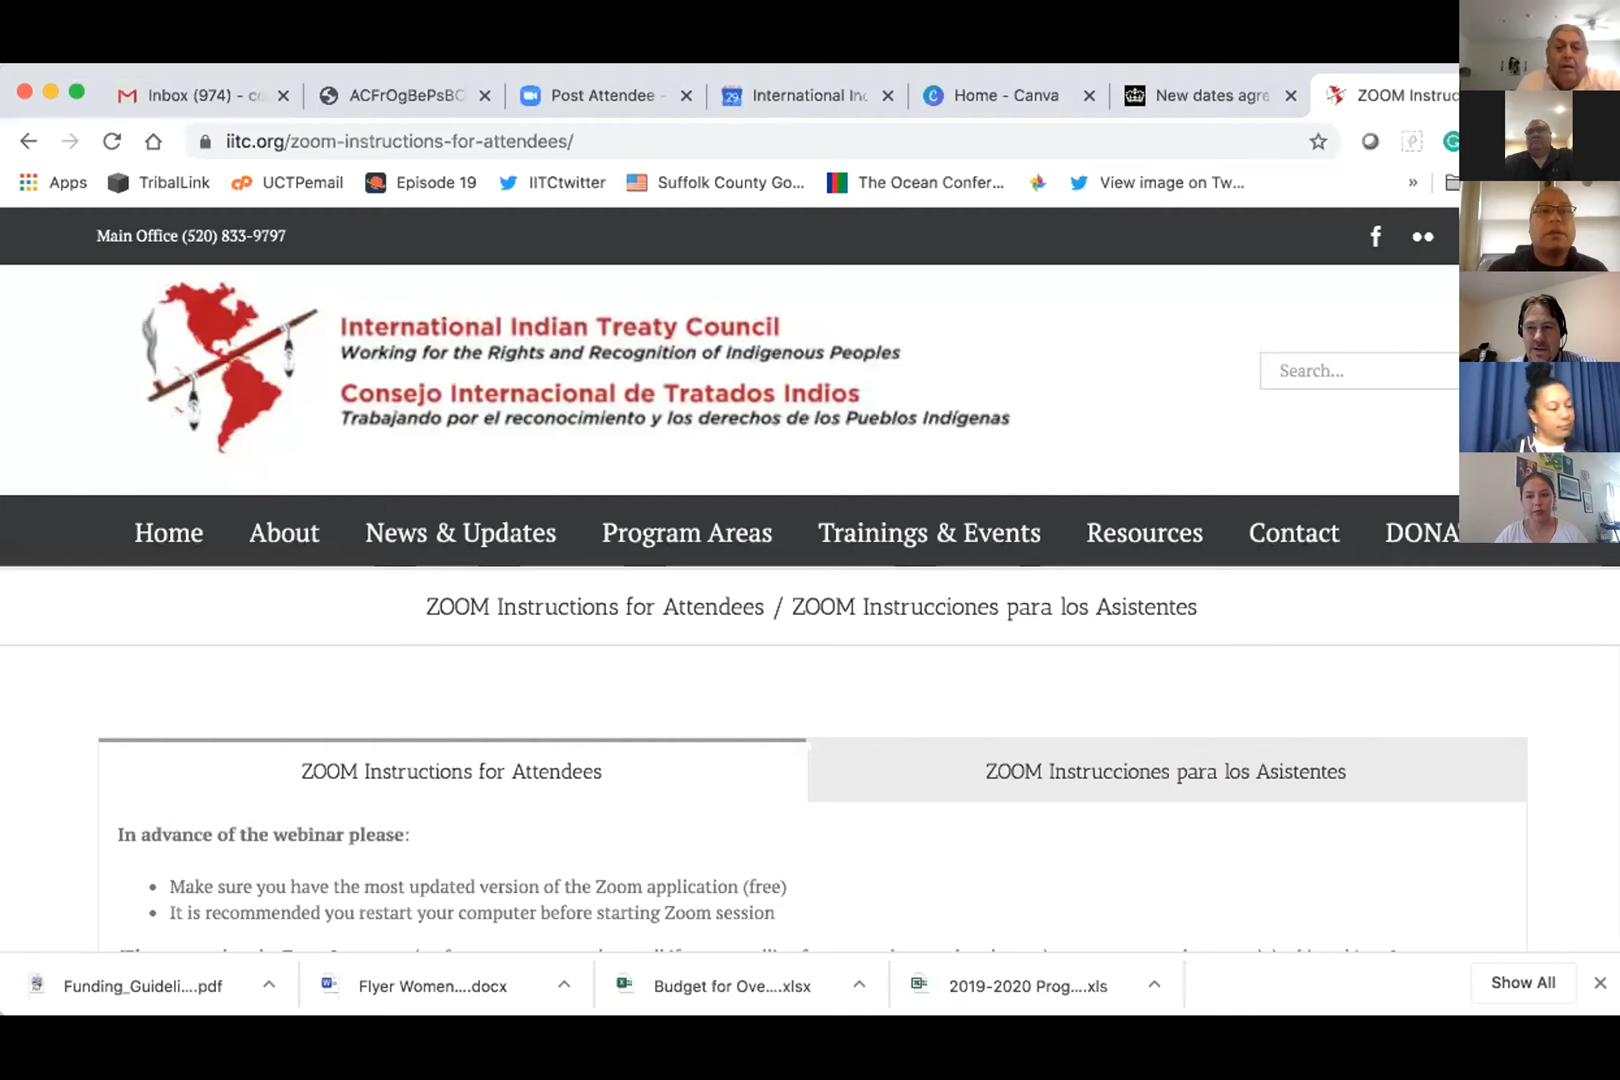 Inbox (974) - c
ACFrOgBePsBC
Post Attendee -
29
International Inc
Home - Canva
New dates agre
ZOOM Instruc
iitc.org/zoom-instructions-for-attendees/
Apps
TribalLink
UCTPemail
Episode 19
IITCtwitter
Suffolk County Go...
The Ocean Confer...
View image on Tw...
»
Main Office (520) 833-9797
International Indian Treaty Council
Working for the Rights and Recognition of Indigenous Peoples
Consejo Internacional de Tratados Indios
Trabajando por el reconocimiento y los derechos de los Pueblos Indígenas
Search...
Home
About
News & Updates
Program Areas
Trainings & Events
Resources
Contact
DONA
ZOOM Instructions for Attendees / ZOOM Instrucciones para los Asistentes
ZOOM Instructions for Attendees
ZOOM Instrucciones para los Asistentes
In advance of the webinar please:
• Make sure you have the most updated version of the Zoom application (free)
• It is recommended you restart your computer before starting Zoom session
Funding_Guideli....pdf
Flyer Women....docx
Budget for Ove....xlsx
2019-2020 Prog....xls
Show All